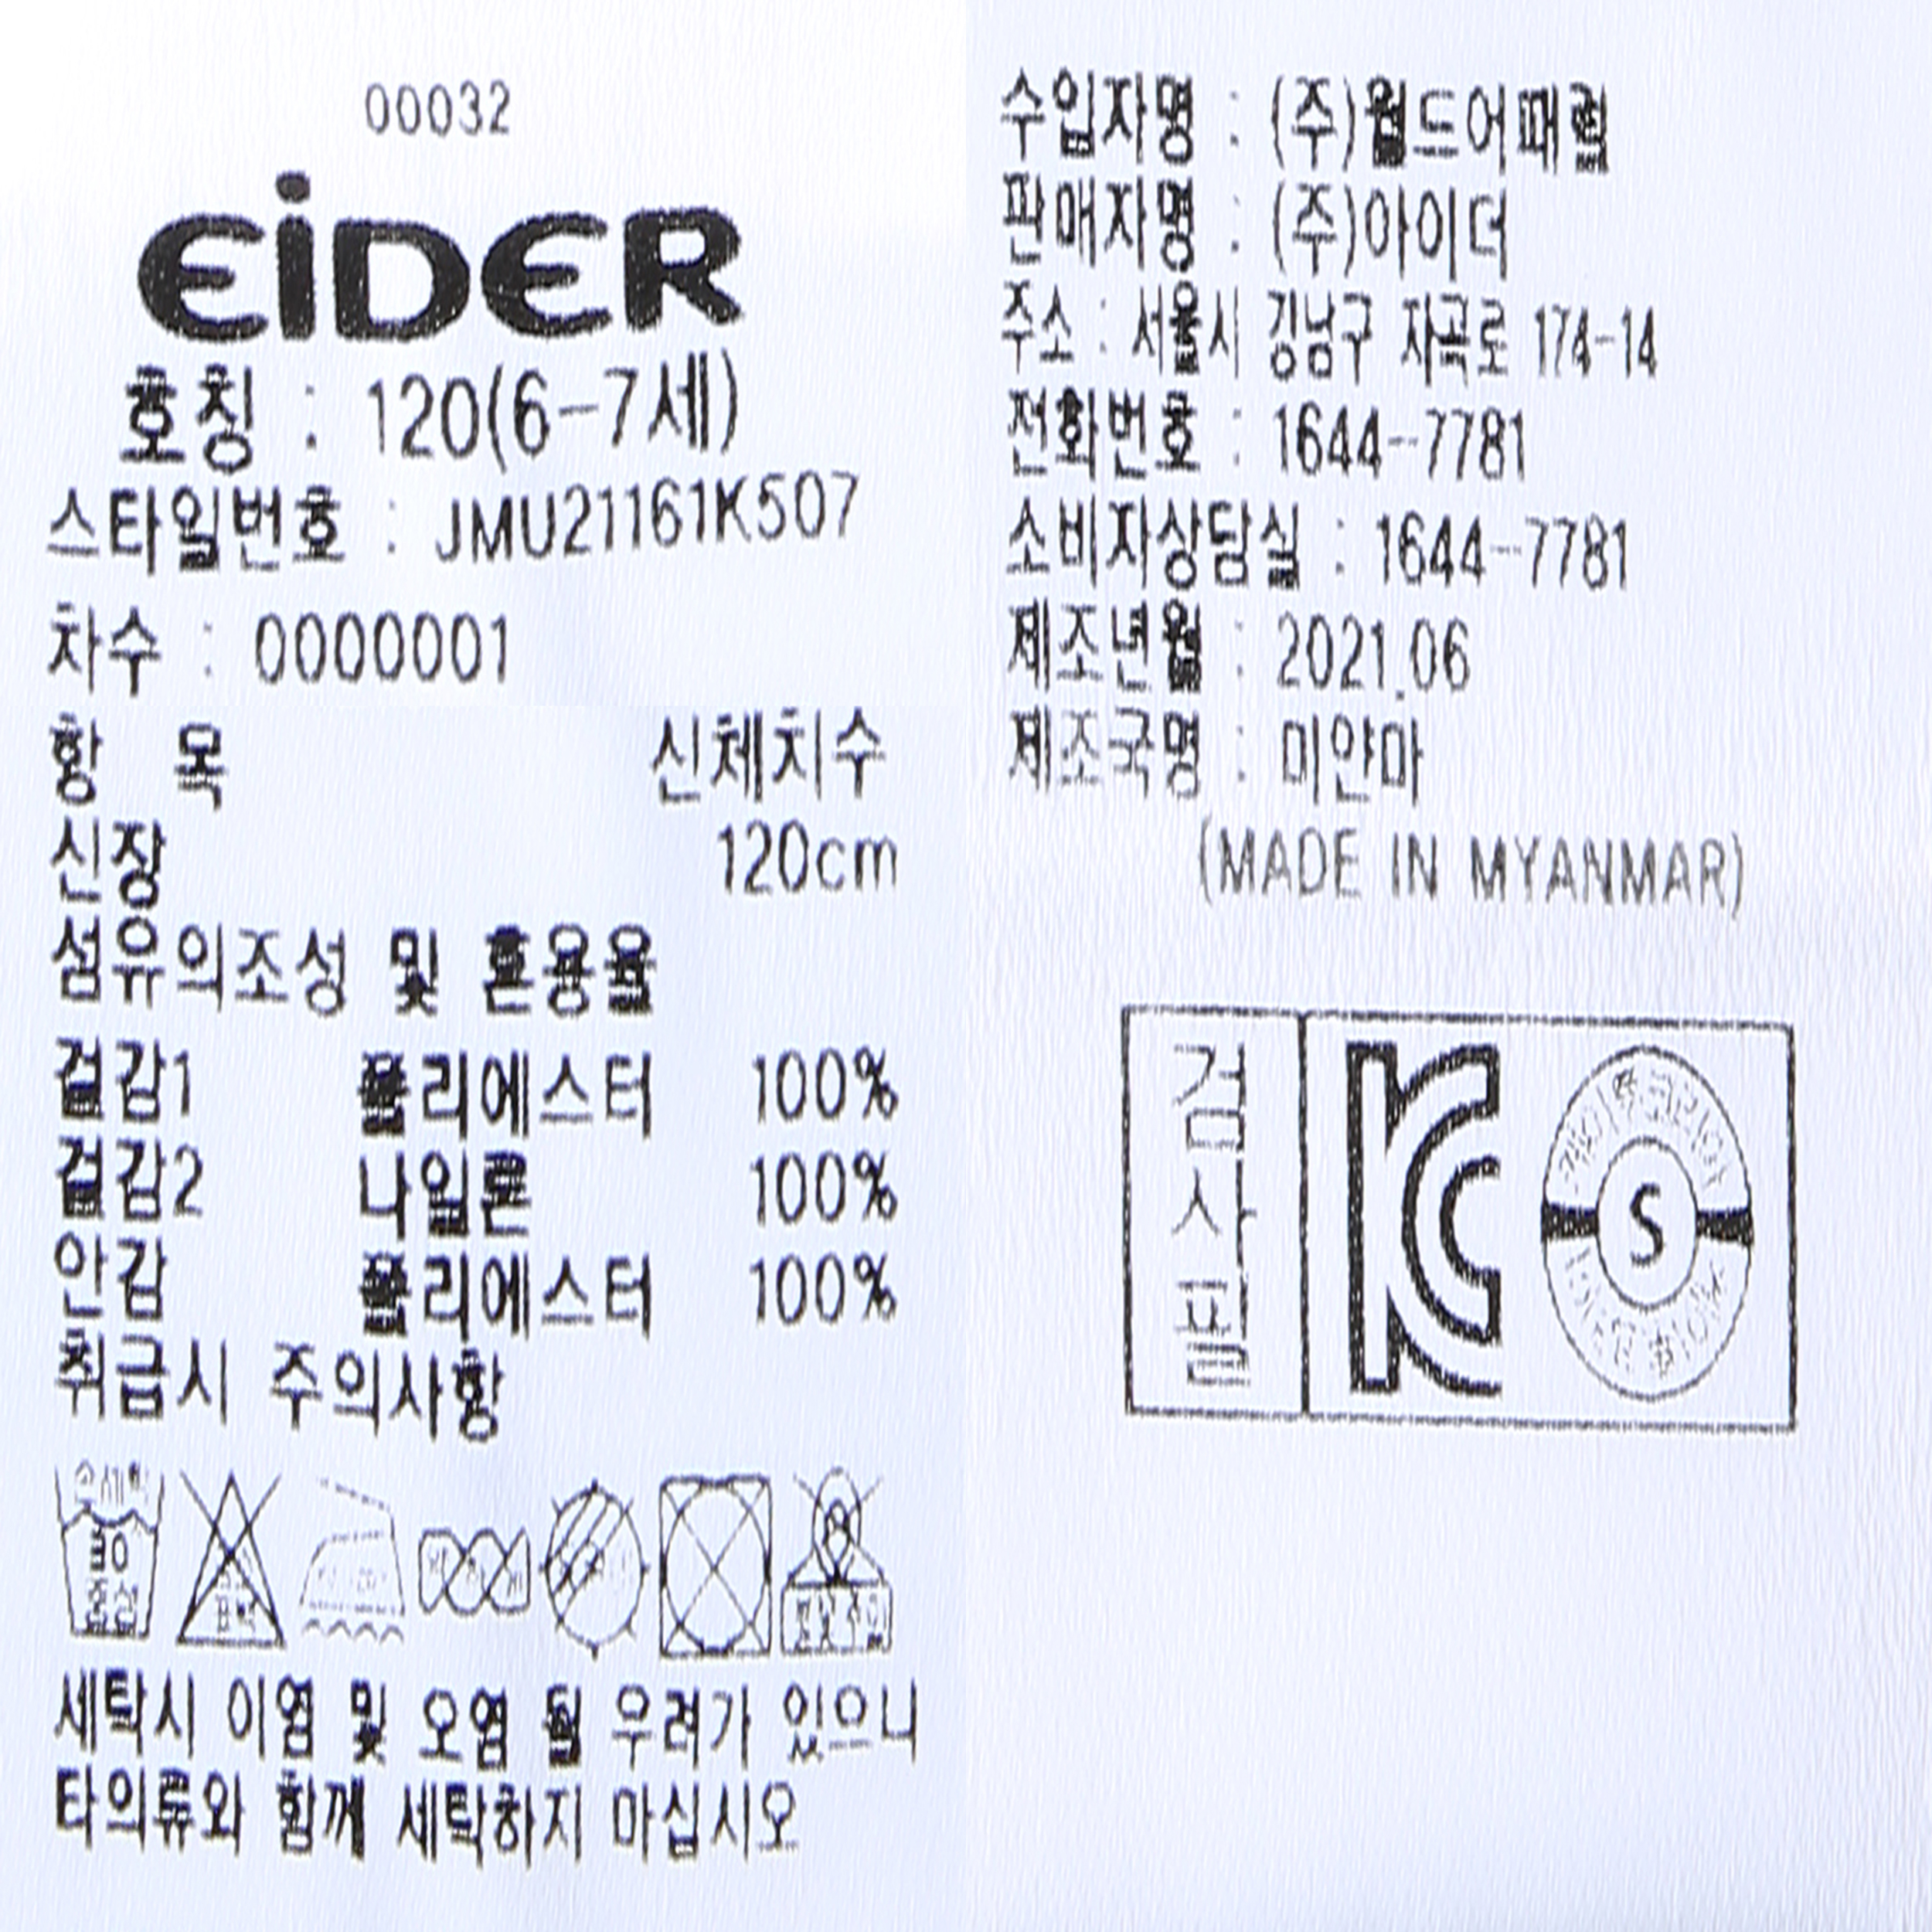 00032
EiDER
호칭 : 120(6-7세)
스타일번호 : JMU21161K507
차수 : 0000001
항 목 신체치수
신장 120cm
섬유의조성 및 혼용율
겉감1 폴리에스터 100%
겉감2 나일론 100%
안감 폴리에스터 100%
취급시 주의사항
손세탁
30
중성
세탁시 이염 및 오염 될 우려가 있으니
타의류와 함께 세탁하지 마십시오
수입자명 : (주)월드어패럴
판매자명 : (주)아이더
주소 : 서울시 강남구 자곡로 174-14
전화번호 : 1644-7781
소비자상담실 : 1644-7781
제조년월 : 2021.06
제조국명 : 미얀마
(MADE IN MYANMAR)
검사필
KC
S